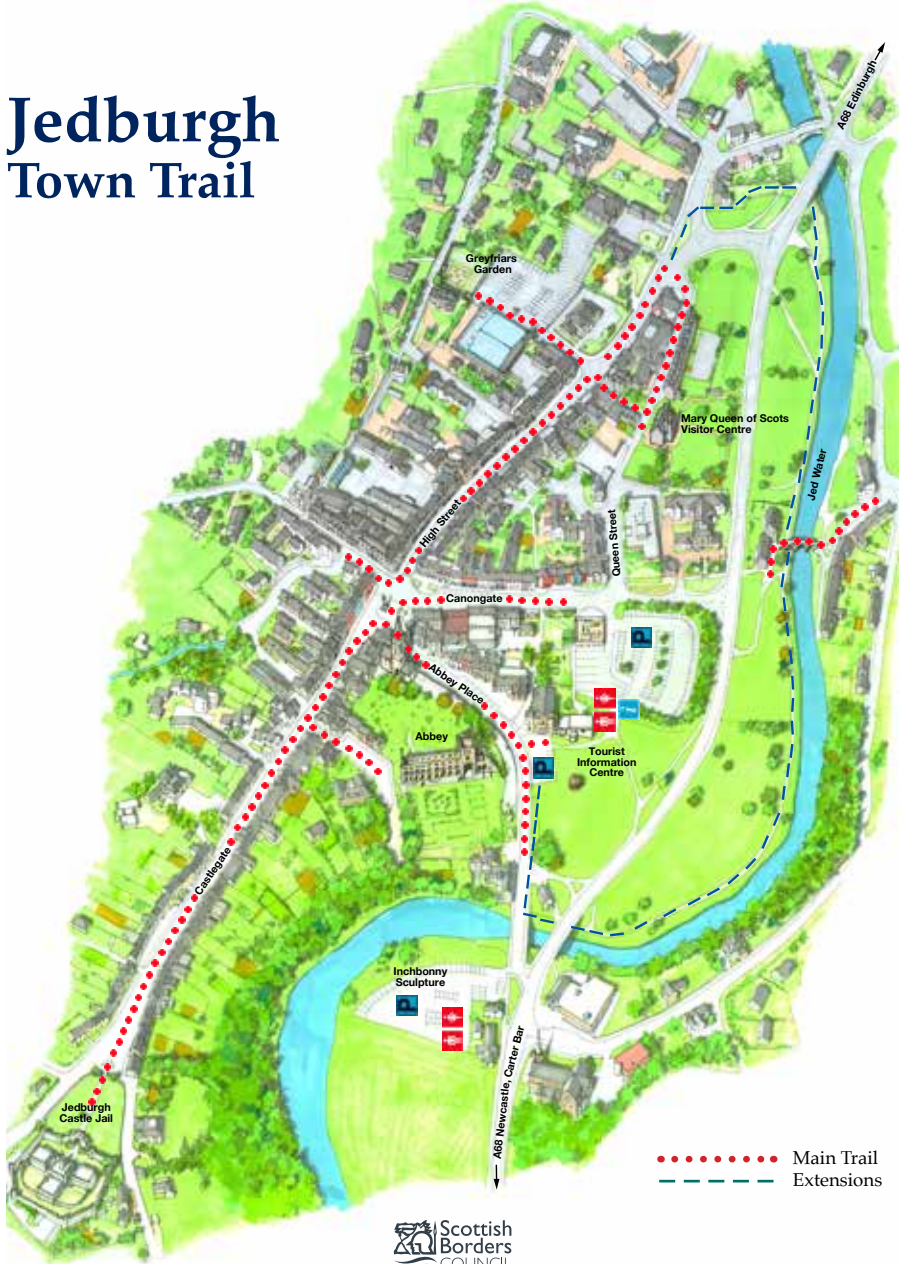 Jedburgh
Town Trail
A68 Edinburgh
Greyfriars
Garden
Mary Queen of Scots
Visitor Centre
Jed Water
High Street
Queen Street
Canongate
P
Abbey Place
Abbey
Tourist
Information
Centre
P
Castlegate
Inchbonny
Sculpture
P
A68 Newcastle, Carter Bar
Jedburgh
Castle Jail
Main Trail
Extensions
Scottish
Borders
COUNCIL